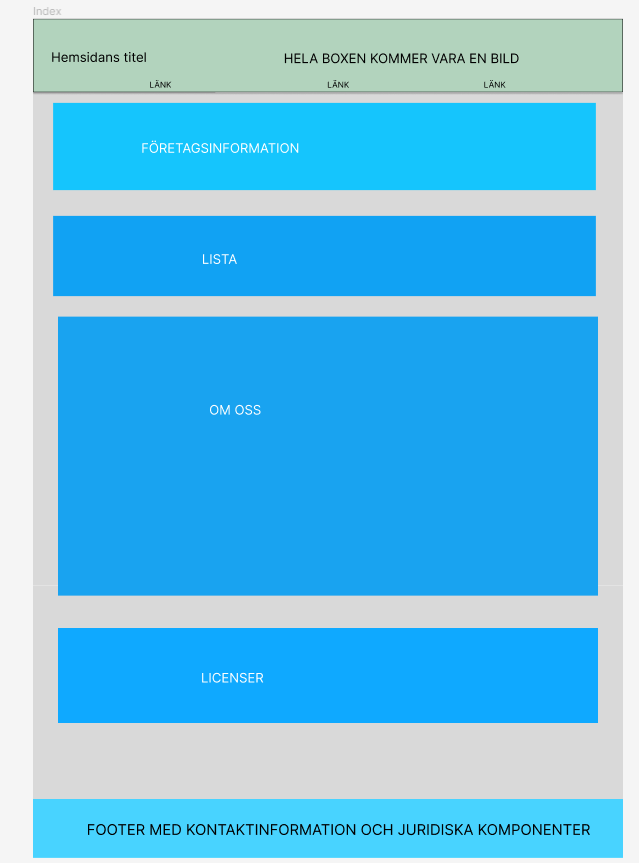 Index
Hemsidans titel
HELA BOXEN KOMMER VARA EN BILD
LÄNK
LÄNK
LÄNK
FÖRETAGSINFORMATION
LISTA
OM OSS
LICENSER
FOOTER MED KONTAKTINFORMATION OCH JURIDISKA KOMPONENTER